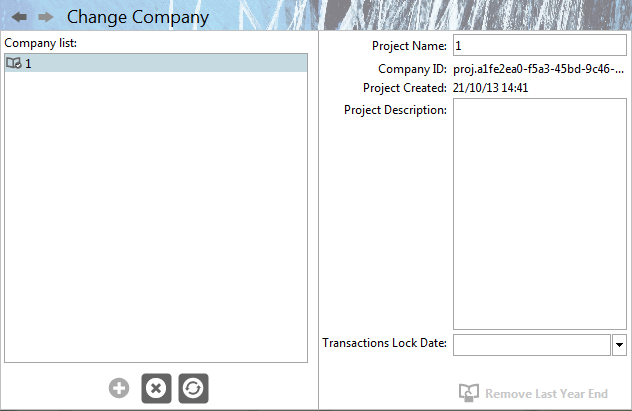 Change Company
Company list:
1
Project Name: 1
Company ID: proj.a1fe2ea0-f5a3-45bd-9c46-...
Project Created: 21/10/13 14:41
Project Description:
Transactions Lock Date:
Remove Last Year End